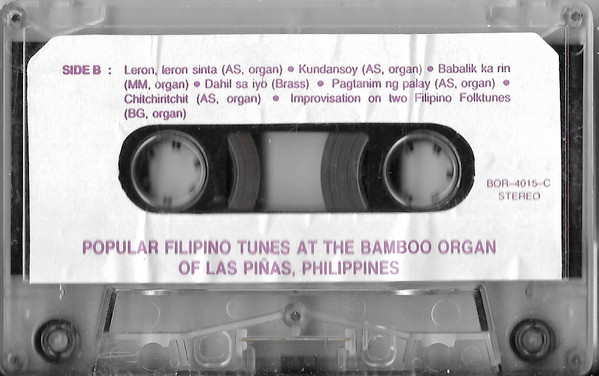 SIDE B : Leron, leron sinta (AS, organ) • Kundansoy (AS, organ) • Babalik ka rin
(MM, organ) • Dahil sa iyo (Brass) • Pagtanim ng palay (AS, organ) •
Chitchiritchit (AS, organ) • Improvisation on two Filipino Folktunes
(BG, organ)
BOR-4015-C
STEREO
POPULAR FILIPINO TUNES AT THE BAMBOO ORGAN
OF LAS PIÑAS, PHILIPPINES